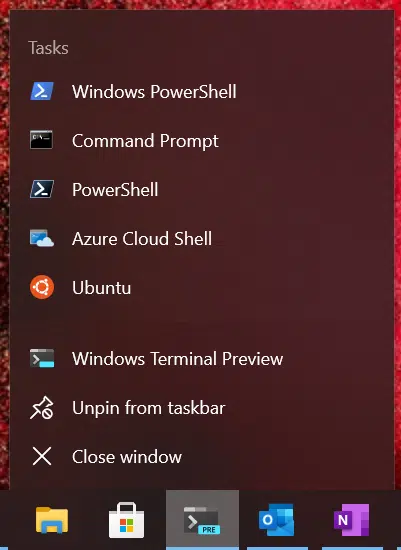 Tasks
Windows PowerShell
Command Prompt
PowerShell
Azure Cloud Shell
Ubuntu
Windows Terminal Preview
Unpin from taskbar
Close window
PRE
O
N